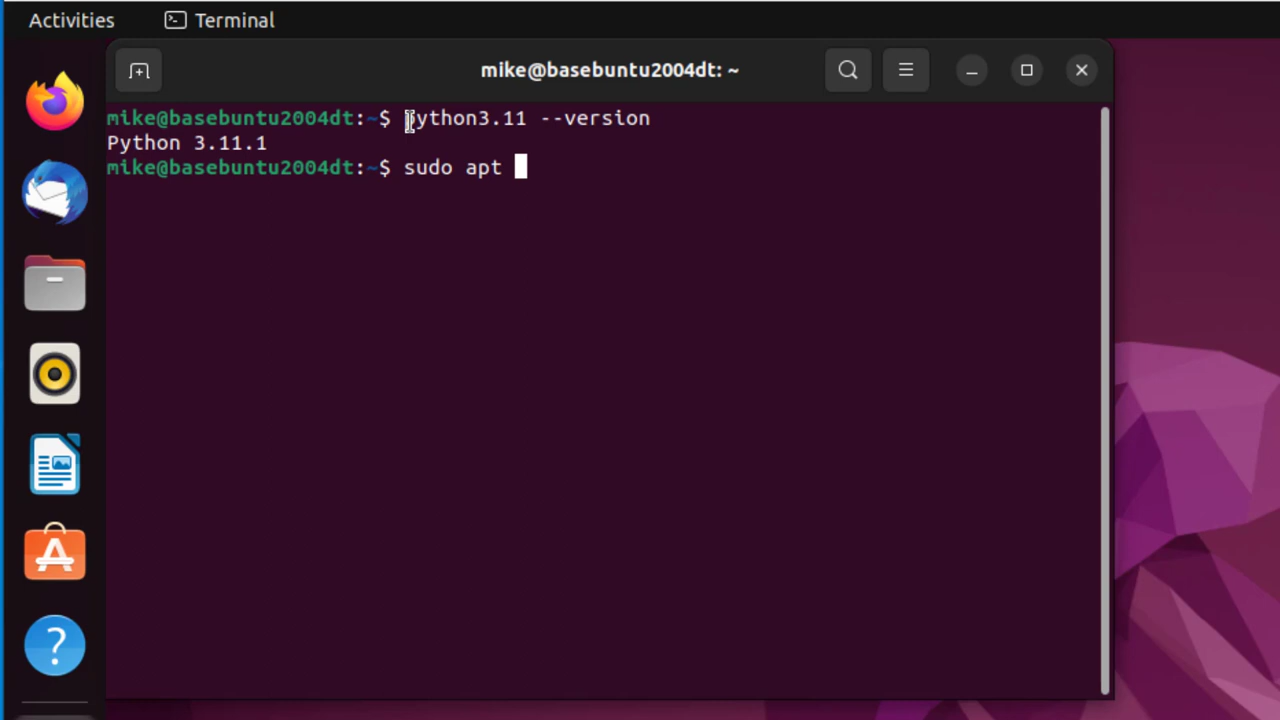 Activities Terminal
mike@basebuntu2004dt: ~
mike@basebuntu2004dt:~$ python3.11 --version
Python 3.11.1
mike@basebuntu2004dt:~$ sudo apt